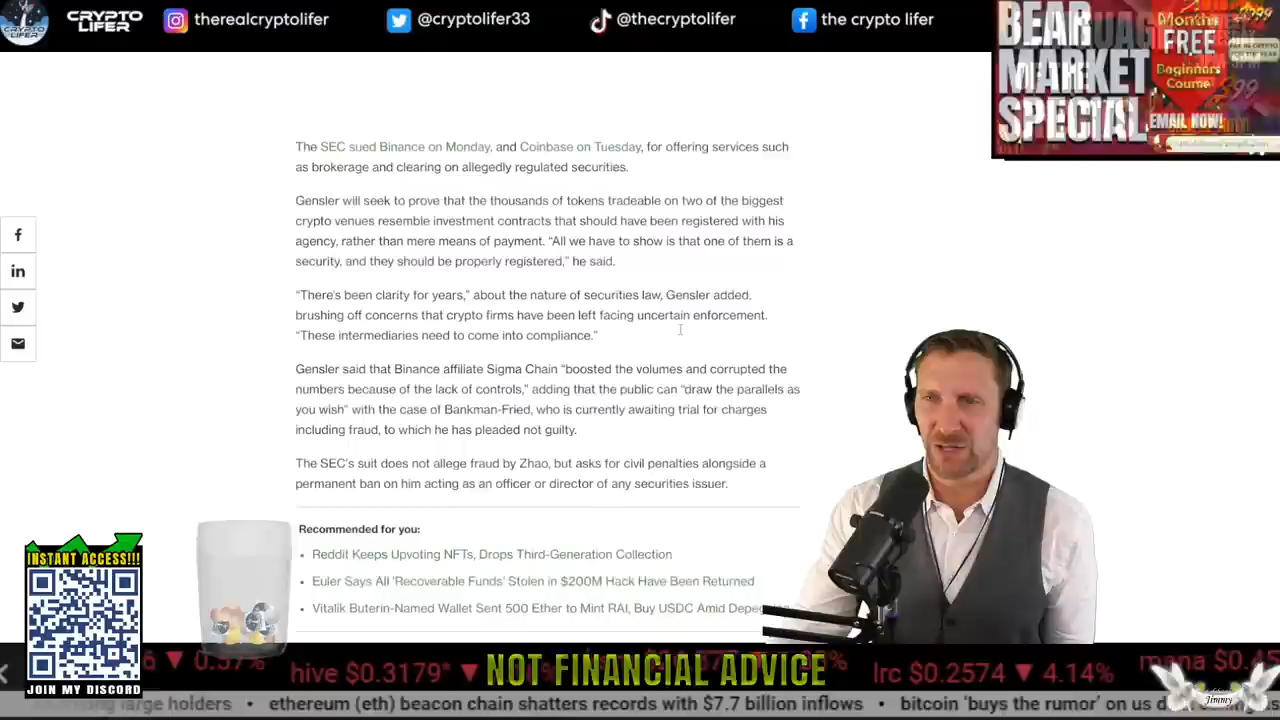 CRYPTO
LIFER
therealcryptolifer
@cryptolifer33
@thecryptolifer
the crypto lifer
BEAR
MARKET
SPECIAL
Months
FREE
Beginners
Course
EMAIL NOW!
The SEC sued Binance on Monday, and Coinbase on Tuesday, for offering services such
as brokerage and clearing on allegedly regulated securities.
Gensler will seek to prove that the thousands of tokens tradeable on two of the biggest
crypto venues resemble investment contracts that should have been registered with his
agency, rather than mere means of payment. “All we have to show is that one of them is a
security, and they should be properly registered,” he said.
“There’s been clarity for years,” about the nature of securities law, Gensler added,
brushing off concerns that crypto firms have been left facing uncertain enforcement.
“These intermediaries need to come into compliance.”
Gensler said that Binance affiliate Sigma Chain “boosted the volumes and corrupted the
numbers because of the lack of controls,” adding that the public can “draw the parallels as
you wish” with the case of Bankman-Fried, who is currently awaiting trial for charges
including fraud, to which he has pleaded not guilty.
The SEC’s suit does not allege fraud by Zhao, but asks for civil penalties alongside a
permanent ban on him acting as an officer or director of any securities issuer.
Recommended for you:
• Reddit Keeps Upvoting NFTs, Drops Third-Generation Collection
• Euler Says All 'Recoverable Funds' Stolen in $200M Hack Have Been Returned
• Vitalik Buterin-Named Wallet Sent 500 Ether to Mint RAI, Buy USDC Amid
INSTANT ACCESS!!!
JOIN MY DISCORD
▼ 0.37% hive $0.3179* ▼
NOT FINANCIAL ADVICE
lrc $0.2574 ▼ 4.14% mana
large holders • ethereum eth) beacon chain shatters records with $7.7 billion inflows • bitcoin 'buys the rumor' on us
Jimmy